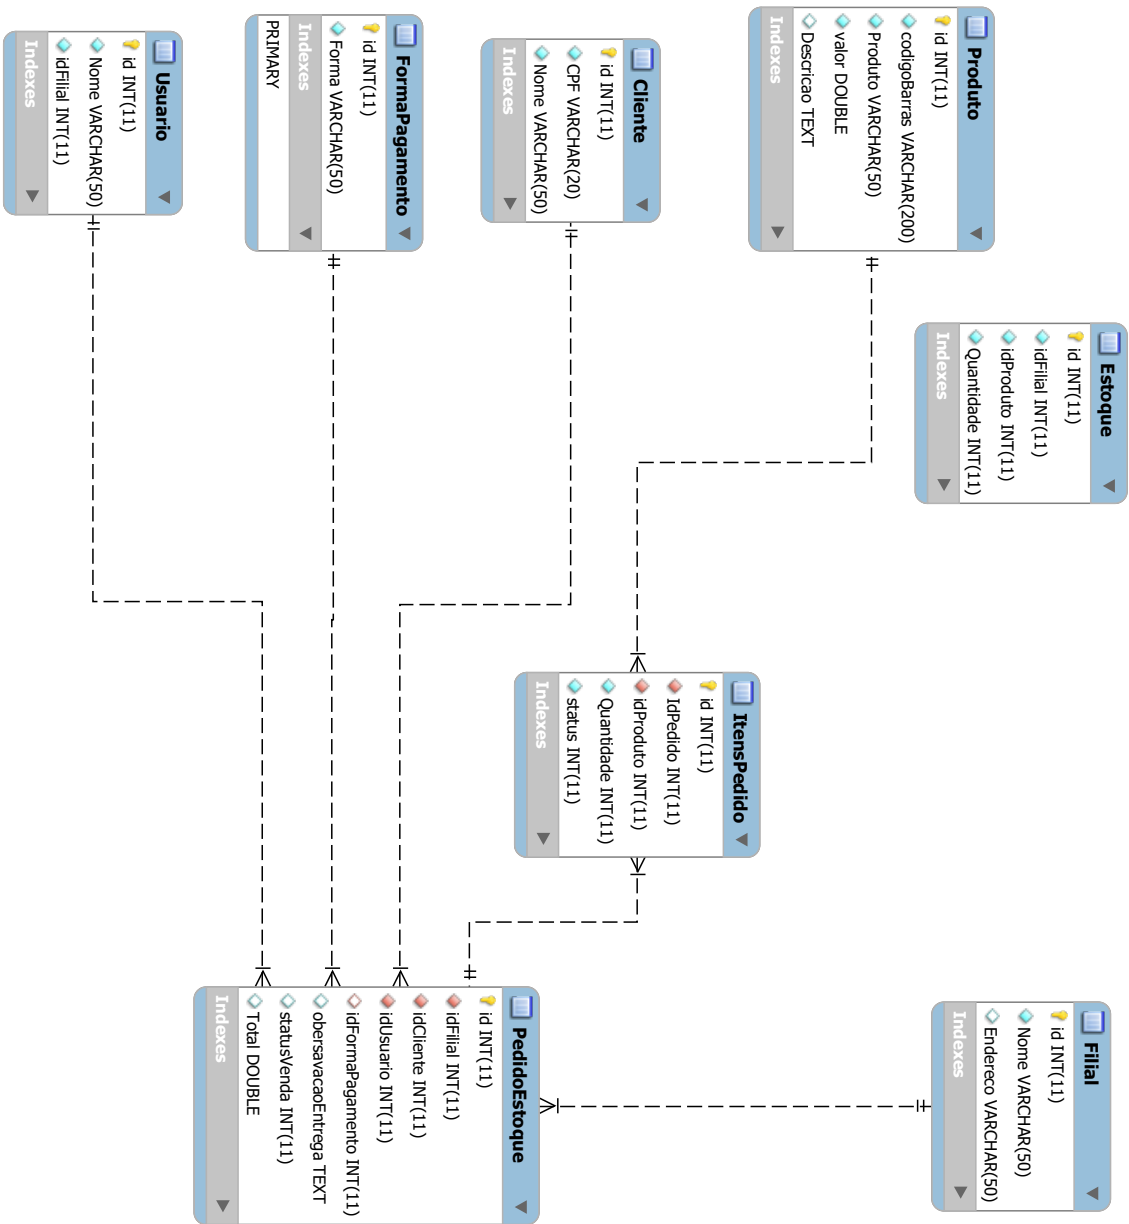 Produto
id INT(11)
codigoBarras VARCHAR(200)
Produto VARCHAR(50)
valor DOUBLE
Descricao TEXT
Indexes
Estoque
id INT(11)
idFilial INT(11)
idProduto INT(11)
Quantidade INT(11)
Indexes
Cliente
id INT(11)
CPF VARCHAR(20)
Nome VARCHAR(50)
Indexes
FormaPagamento
id INT(11)
Forma VARCHAR(50)
Indexes
PRIMARY
Usuario
id INT(11)
Nome VARCHAR(50)
idFilial INT(11)
Indexes
ItensPedido
id INT(11)
IdPedido INT(11)
idProduto INT(11)
Quantidade INT(11)
status INT(11)
Indexes
Filial
id INT(11)
Nome VARCHAR(50)
Endereco VARCHAR(50)
Indexes
PedidoEstoque
id INT(11)
idFilial INT(11)
idCliente INT(11)
idUsuario INT(11)
idFormaPagamento INT(11)
obersavacaoEntrega TEXT
statusVenda INT(11)
Total DOUBLE
Indexes